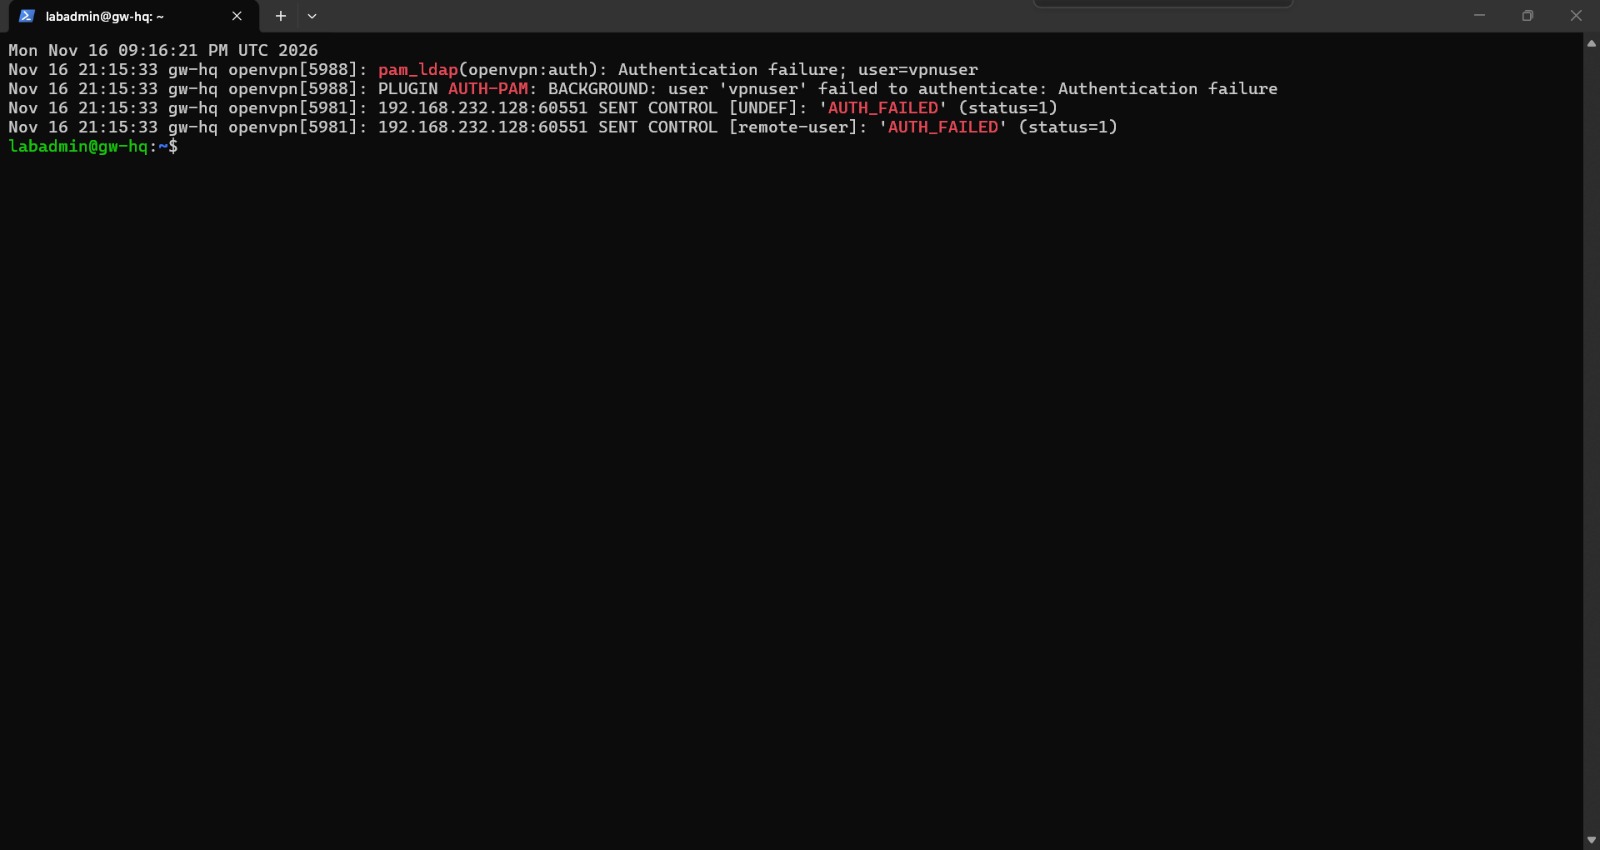 labadmin@gw-hq: ~
Mon Nov 16 09:16:21 PM UTC 2026
Nov 16 21:15:33 gw-hq openvpn[5988]: pam_ldap(openvpn:auth): Authentication failure; user=vpnuser
Nov 16 21:15:33 gw-hq openvpn[5988]: PLUGIN AUTH-PAM: BACKGROUND: user 'vpnuser' failed to authenticate: Authentication failure
Nov 16 21:15:33 gw-hq openvpn[5981]: 192.168.232.128:60551 SENT CONTROL [UNDEF]: 'AUTH_FAILED' (status=1)
Nov 16 21:15:33 gw-hq openvpn[5981]: 192.168.232.128:60551 SENT CONTROL [remote-user]: 'AUTH_FAILED' (status=1)
labadmin@gw-hq:~$